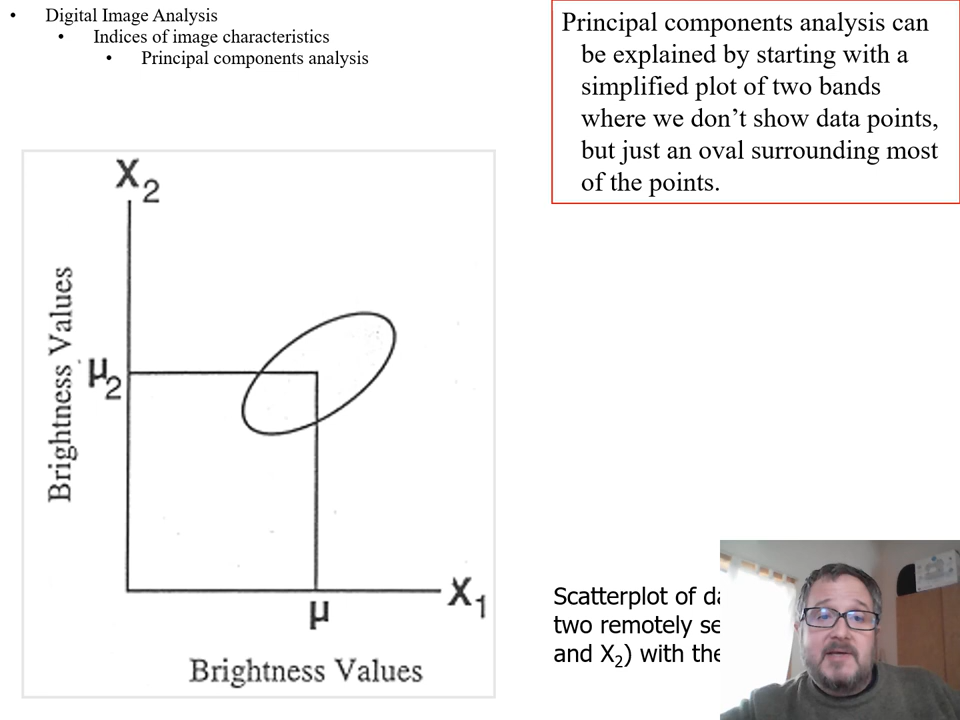 • Digital Image Analysis
• Indices of image characteristics
• Principal components analysis
Principal components analysis can
be explained by starting with a
simplified plot of two bands
where we don’t show data points,
but just an oval surrounding most
of the points.
X₂
Brightness Values
μ₂
X₁
μ
Brightness Values
Scatterplot of
two remotely
and X₂) with the